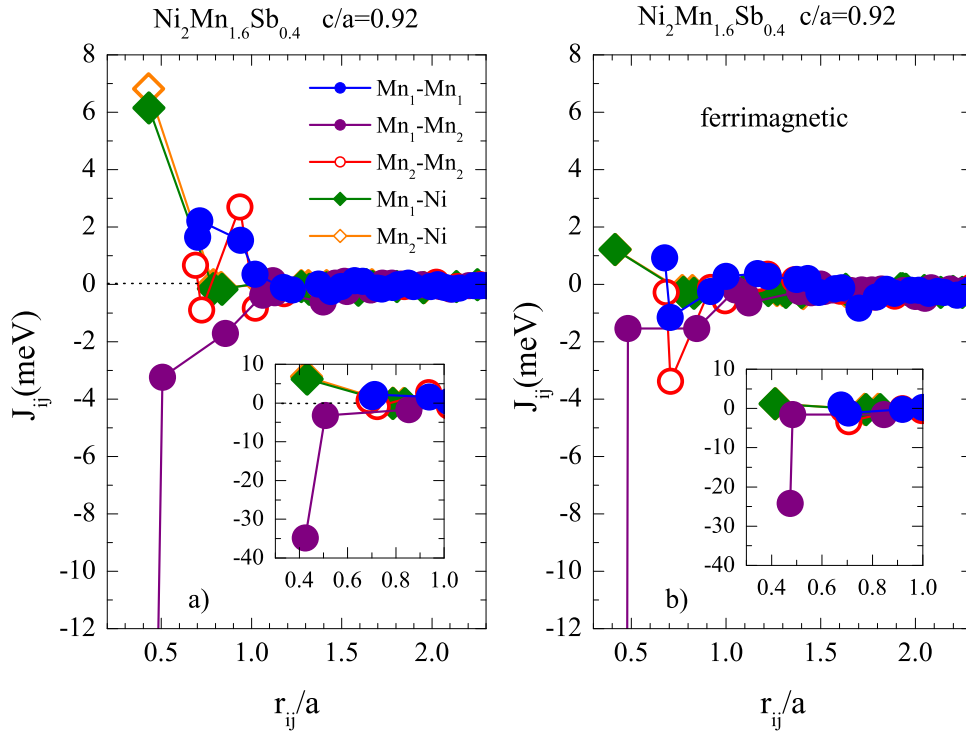 Ni₂Mn₁.₆Sb₀.₄ c/a=0.92
8
6
4
2
0
-2
-4
-6
-8
-10
-12
J_ij(meV)
Mn₁-Mn₁
Mn₁-Mn₂
Mn₂-Mn₂
Mn₁-Ni
Mn₂-Ni
10
0
-10
-20
-30
-40
0.4 0.6 0.8 1.0
a)
0.5 1.0 1.5 2.0
r_ij/a
Ni₂Mn₁.₆Sb₀.₄ c/a=0.92
8
6
4
2
0
-2
-4
-6
-8
-10
-12
J_ij(meV)
ferrimagnetic
10
0
-10
-20
-30
-40
0.4 0.6 0.8 1.0
b)
0.5 1.0 1.5 2.0
r_ij/a